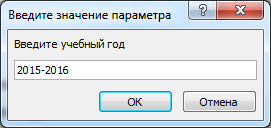 Введите значение параметра
Введите учебный год
2015-2016
ОК
Отмена